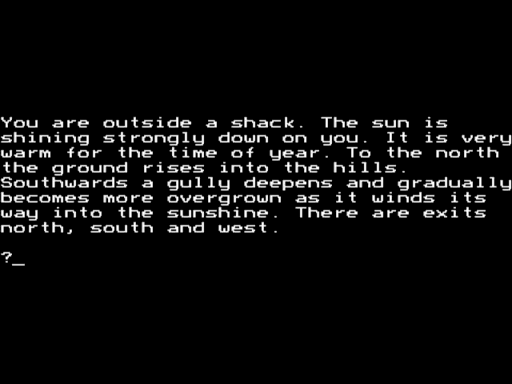 You are outside a shack. The sun is
shining strongly down on you. It is very
warm for the time of year. To the north
the ground rises into the hills.
Southwards a gully deepens and gradually
becomes more overgrown as it winds its
way into the sunshine. There are exits
north, south and west.
?_